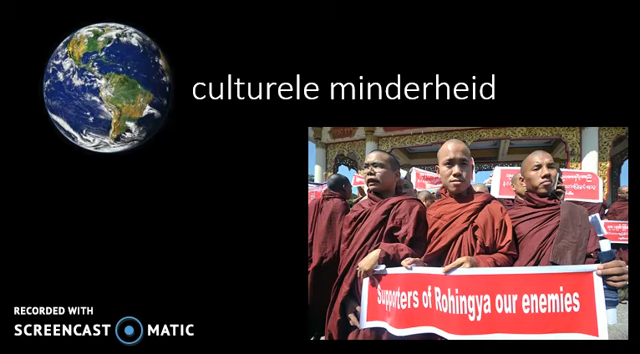 culturele minderheid
Supporters of Rohingya our enemies
RECORDED WITH
SCREENCAST MATIC